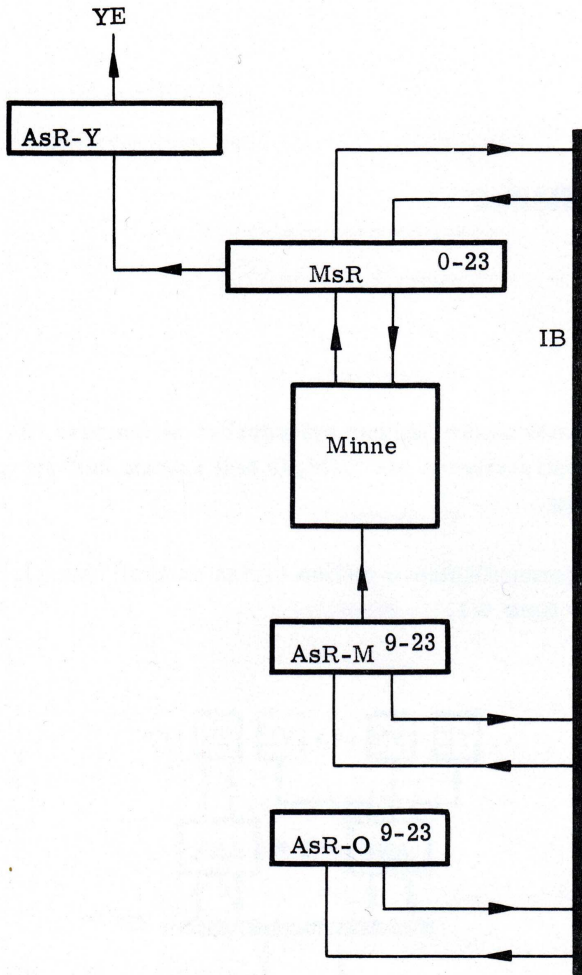 YE
AsR-Y
MsR 0-23
IB
Minne
AsR-M 9-23
AsR-O 9-23